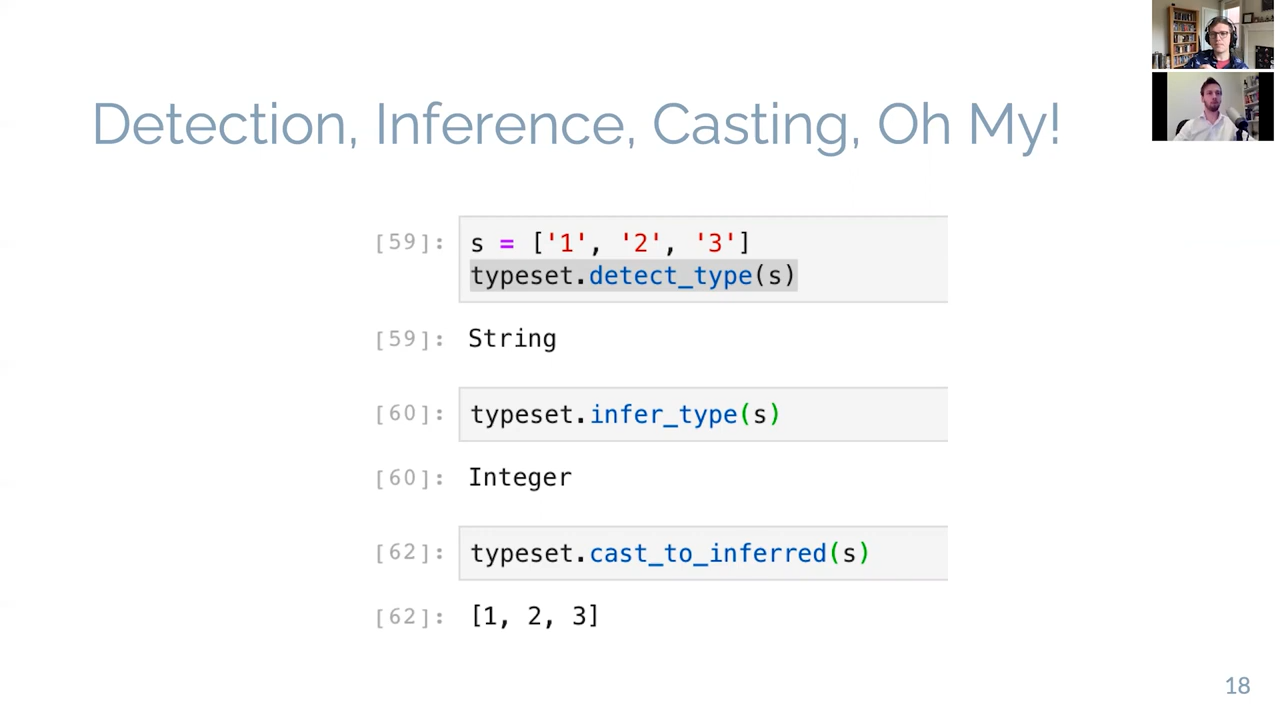 Detection, Inference, Casting, Oh My!
[59]: s = ['1', '2', '3']
typeset.detect_type(s)
[59]: String
[60]: typeset.infer_type(s)
[60]: Integer
[62]: typeset.cast_to_inferred(s)
[62]: [1, 2, 3]
18